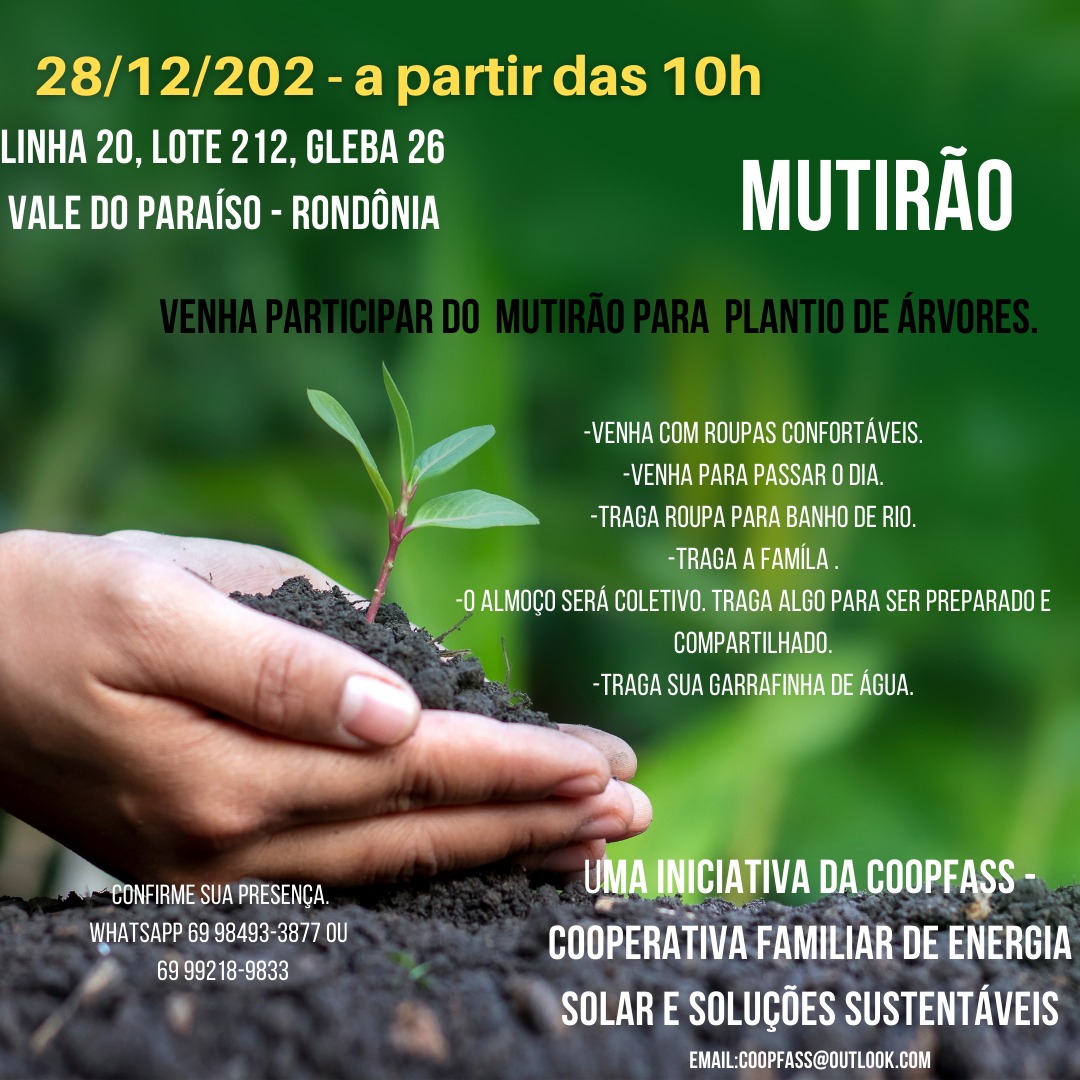 28/12/202 - a partir das 10h
LINHA 20, LOTE 212, GLEBA 26
VALE DO PARAÍSO - RONDÔNIA
MUTIRÃO
VENHA PARTICIPAR DO MUTIRÃO PARA PLANTIO DE ÁRVORES.
-VENHA COM ROUPAS CONFORTÁVEIS.
-VENHA PARA PASSAR O DIA.
-TRAGA ROUPA PARA BANHO DE RIO.
-TRAGA A FAMÍLA .
-O ALMOÇO SERÁ COLETIVO. TRAGA ALGO PARA SER PREPARADO E
COMPARTILHADO.
-TRAGA SUA GARRAFINHA DE ÁGUA.
CONFIRME SUA PRESENÇA.
WHATSAPP 69 98493-3877 OU
69 99218-9833
UMA INICIATIVA DA COOPFASS -
COOPERATIVA FAMILIAR DE ENERGIA
SOLAR E SOLUÇÕES SUSTENTÁVEIS
EMAIL:COOPFASS@OUTLOOK.COM